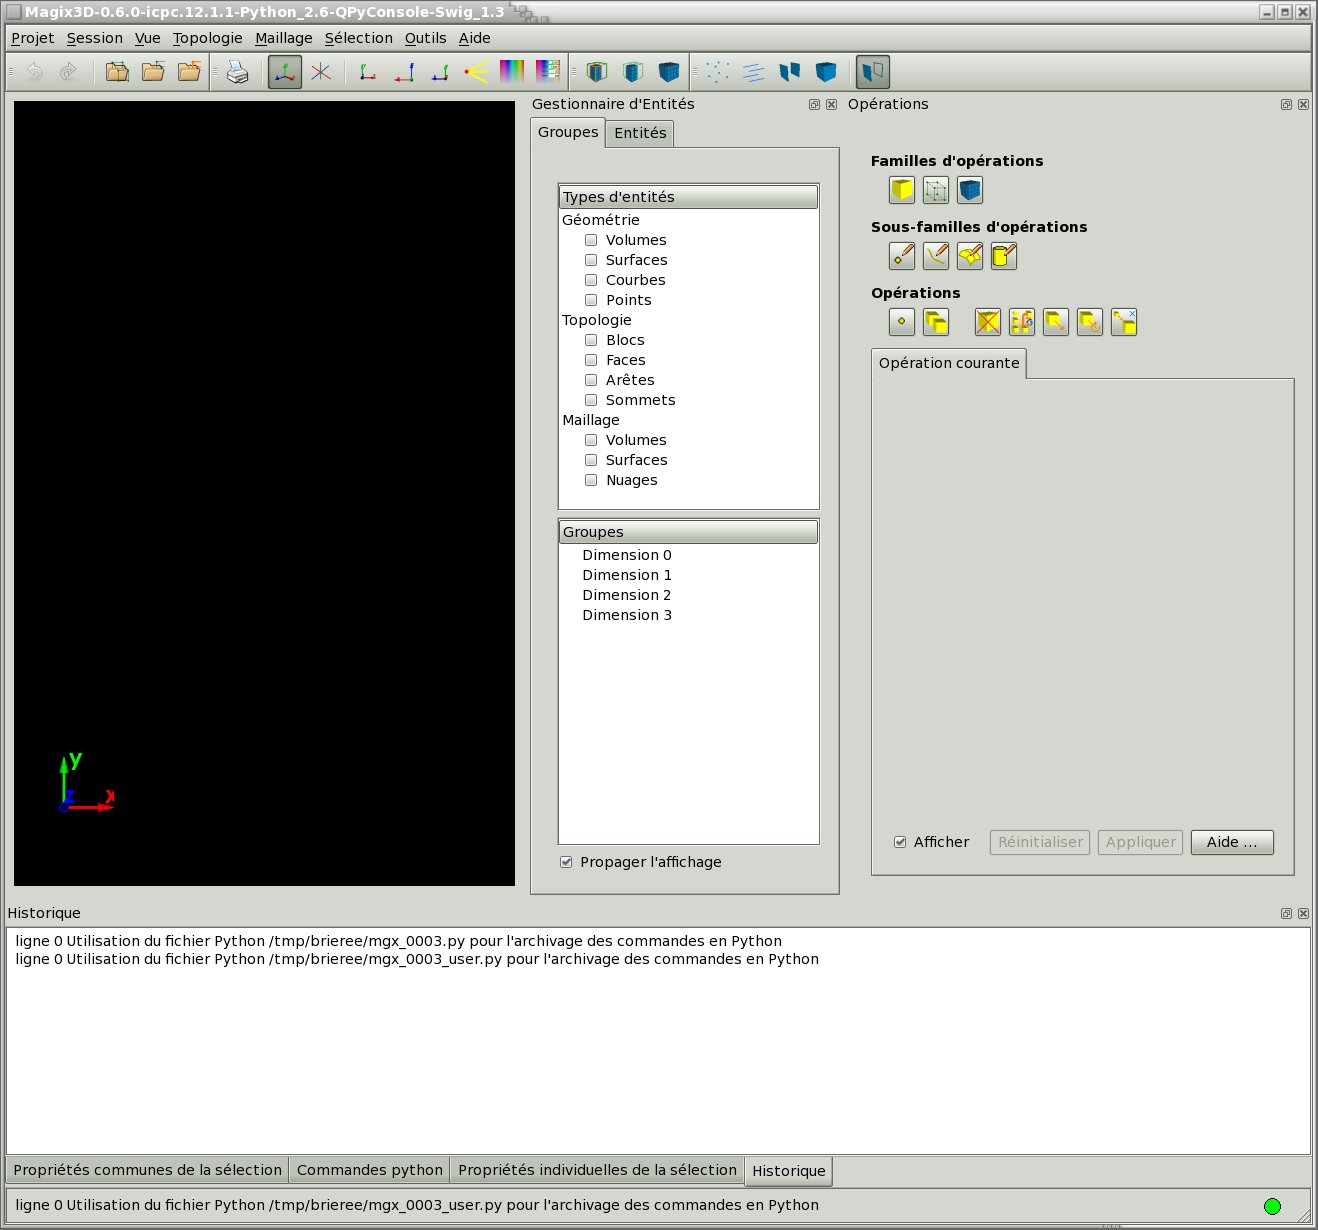 Magix3D-0.6.0-icpc.12.1.1-Python_2.6-QPyConsole-Swig_1.3
Projet Session Vue Topologie Maillage Sélection Outils Aide
Gestionnaire d'Entités
Groupes Entités
Types d'entités
Géométrie
Volumes
Surfaces
Courbes
Points
Topologie
Blocs
Faces
Arêtes
Sommets
Maillage
Volumes
Surfaces
Nuages
Groupes
Dimension 0
Dimension 1
Dimension 2
Dimension 3
Propager l'affichage
Opérations
Familles d'opérations
Sous-familles d'opérations
Opérations
Opération courante
Afficher Réinitialiser Appliquer Aide ...
y
z x
Historique
ligne 0 Utilisation du fichier Python /tmp/brieree/mgx_0003.py pour l'archivage des commandes en Python
ligne 0 Utilisation du fichier Python /tmp/brieree/mgx_0003_user.py pour l'archivage des commandes en Python
Propriétés communes de la sélection Commandes python Propriétés individuelles de la sélection Historique
ligne 0 Utilisation du fichier Python /tmp/brieree/mgx_0003_user.py pour l'archivage des commandes en Python